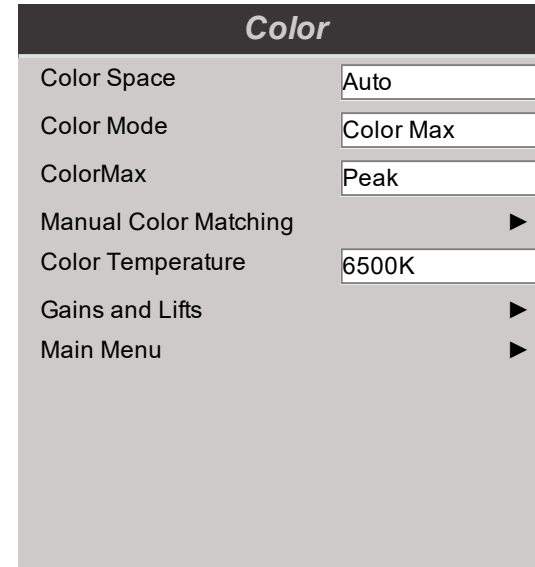 Color
Color Space Auto
Color Mode Color Max
ColorMax Peak
Manual Color Matching ►
Color Temperature 6500K
Gains and Lifts ►
Main Menu ►